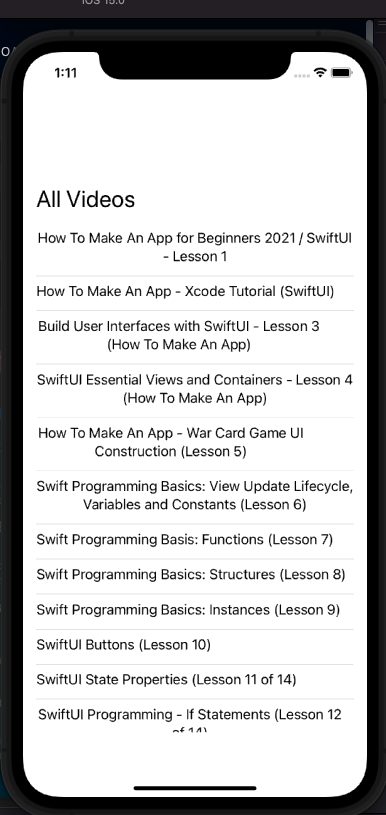 iOS 15.0
1:11
All Videos
How To Make An App for Beginners 2021 / SwiftUI
- Lesson 1
How To Make An App - Xcode Tutorial (SwiftUI)
Build User Interfaces with SwiftUI - Lesson 3
(How To Make An App)
SwiftUI Essential Views and Containers - Lesson 4
(How To Make An App)
How To Make An App - War Card Game UI
Construction (Lesson 5)
Swift Programming Basics: View Update Lifecycle,
Variables and Constants (Lesson 6)
Swift Programming Basis: Functions (Lesson 7)
Swift Programming Basics: Structures (Lesson 8)
Swift Programming Basics: Instances (Lesson 9)
SwiftUI Buttons (Lesson 10)
SwiftUI State Properties (Lesson 11 of 14)
SwiftUI Programming - If Statements (Lesson 12
of 14)